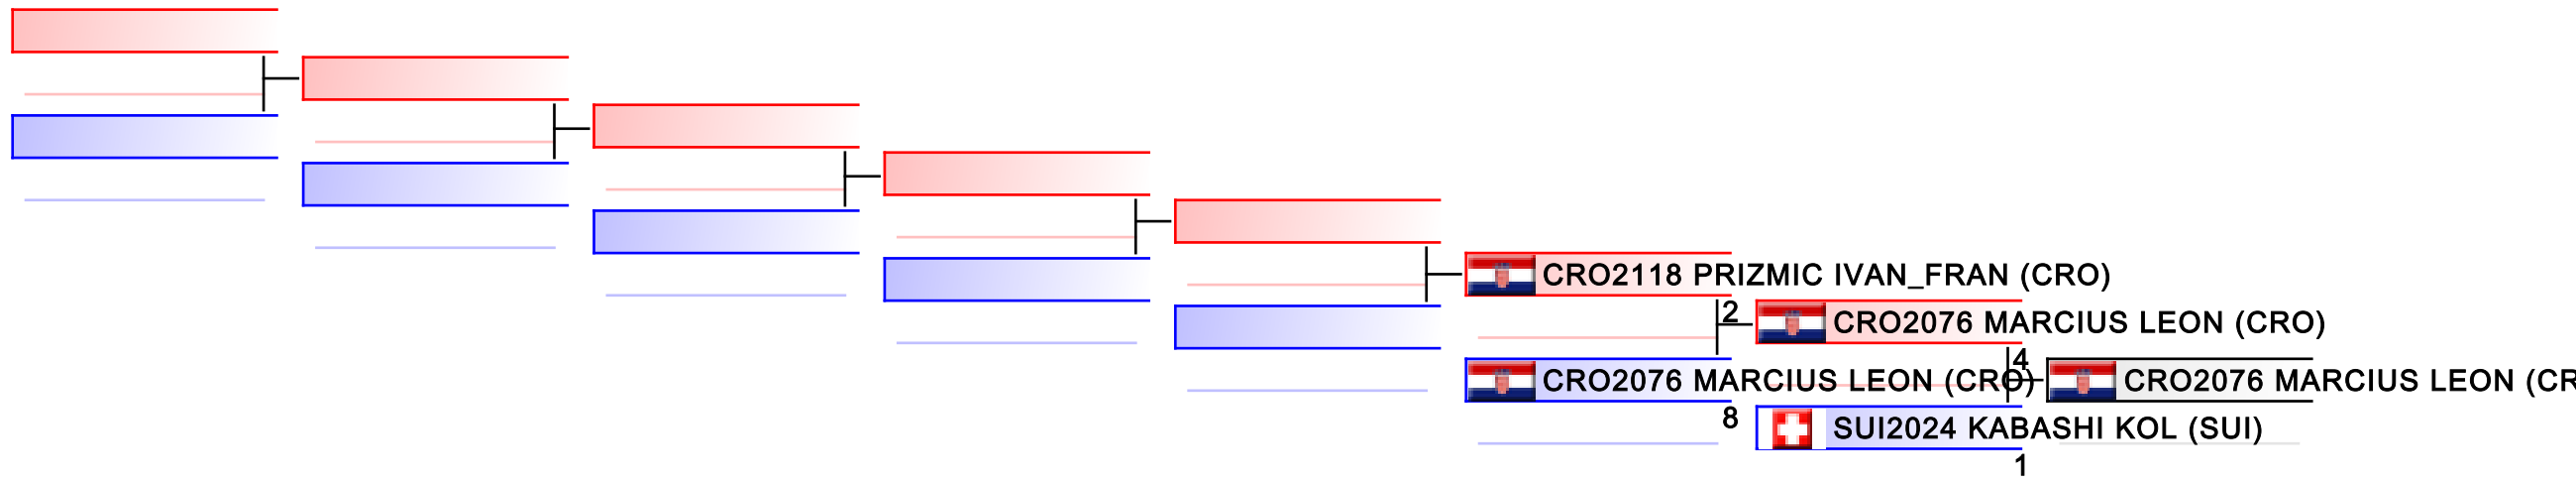 CRO2118 PRIZMIC IVAN_FRAN (CRO)
2
CRO2076 MARCIUS LEON (CRO)
4
CRO2076 MARCIUS LEON (CRO)
CRO2076 MARCIUS LEON (CR
8
SUI2024 KABASHI KOL (SUI)
1